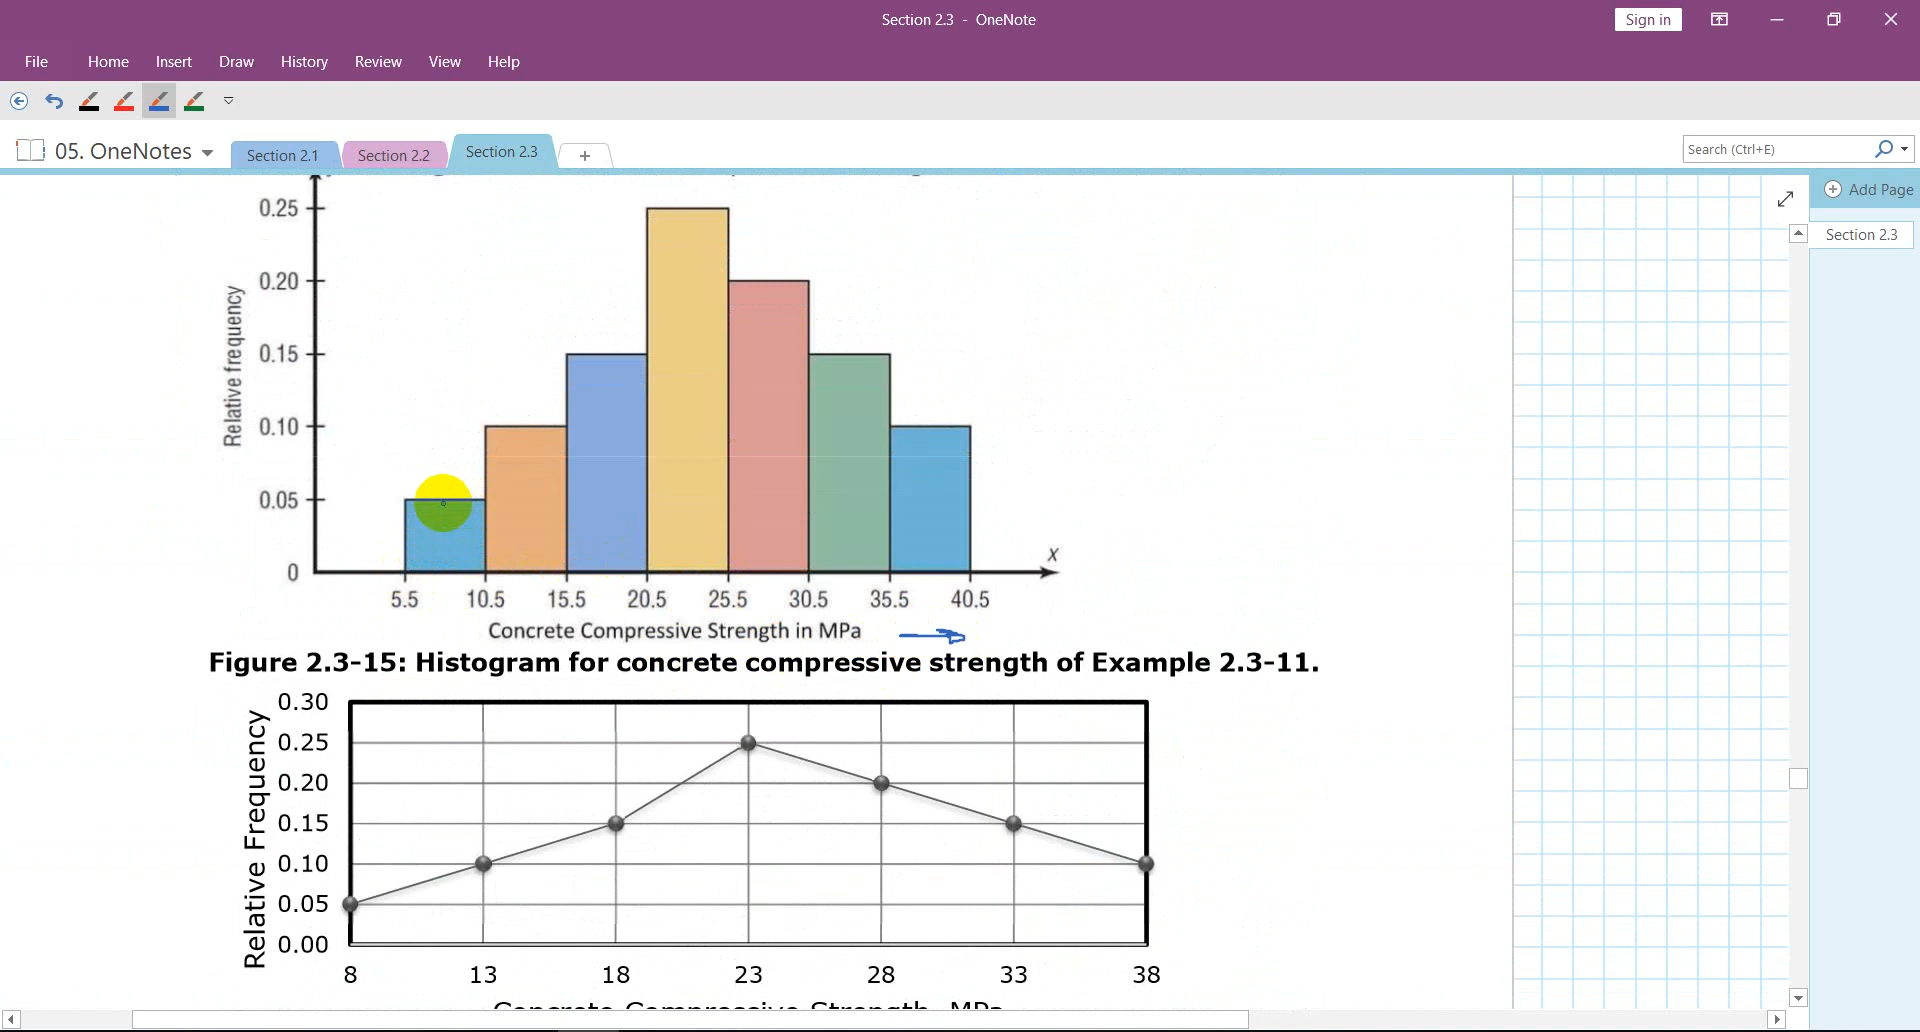 Section 2.3 - OneNote
Sign in
File Home Insert Draw History Review View Help
05. OneNotes
Section 2.1
Section 2.2
Section 2.3
+
Search (Ctrl+E)
Add Page
Section 2.3
Relative frequency
0.25
0.20
0.15
0.10
0.05
0
x
5.5 10.5 15.5 20.5 25.5 30.5 35.5 40.5
Concrete Compressive Strength in MPa
Figure 2.3-15: Histogram for concrete compressive strength of Example 2.3-11.
Relative Frequency
0.30
0.25
0.20
0.15
0.10
0.05
0.00
8 13 18 23 28 33 38
Concrete Compressive Strength, MPa